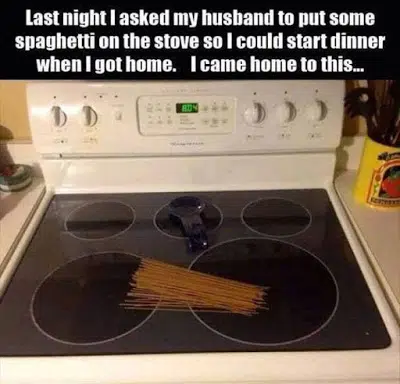 Last night I asked my husband to put some
spaghetti on the stove so I could start dinner
when I got home. I came home to this...